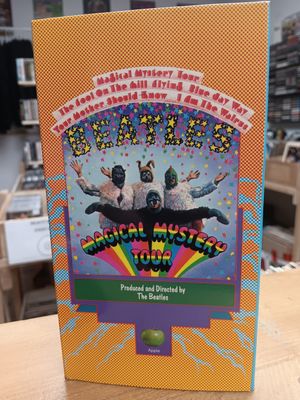 Magical Mystery Tour
The Fool On The Hill Flying Blue Jay Way
Your Mother Should Know I Am The Walrus
BEATLES
MAGICAL MYSTERY
TOUR
Produced and Directed by
The Beatles
Apple